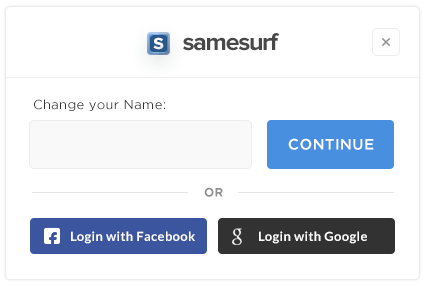 S samesurf
×
Change your Name:
CONTINUE
OR
f Login with Facebook
g Login with Google